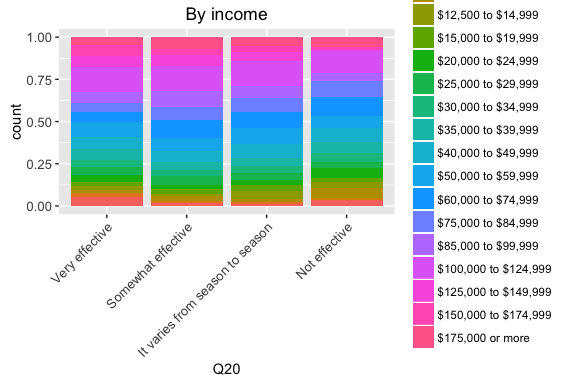 By income
count
1.00
0.75
0.50
0.25
0.00
Very effective
Somewhat effective
It varies from season to season
Not effective
Q20
$12,500 to $14,999
$15,000 to $19,999
$20,000 to $24,999
$25,000 to $29,999
$30,000 to $34,999
$35,000 to $39,999
$40,000 to $49,999
$50,000 to $59,999
$60,000 to $74,999
$75,000 to $84,999
$85,000 to $99,999
$100,000 to $124,999
$125,000 to $149,999
$150,000 to $174,999
$175,000 or more